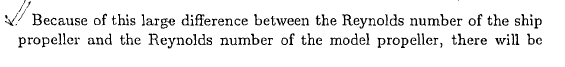 Because of this large difference between the Reynolds number of the ship
propeller and the Reynolds number of the model propeller, there will be